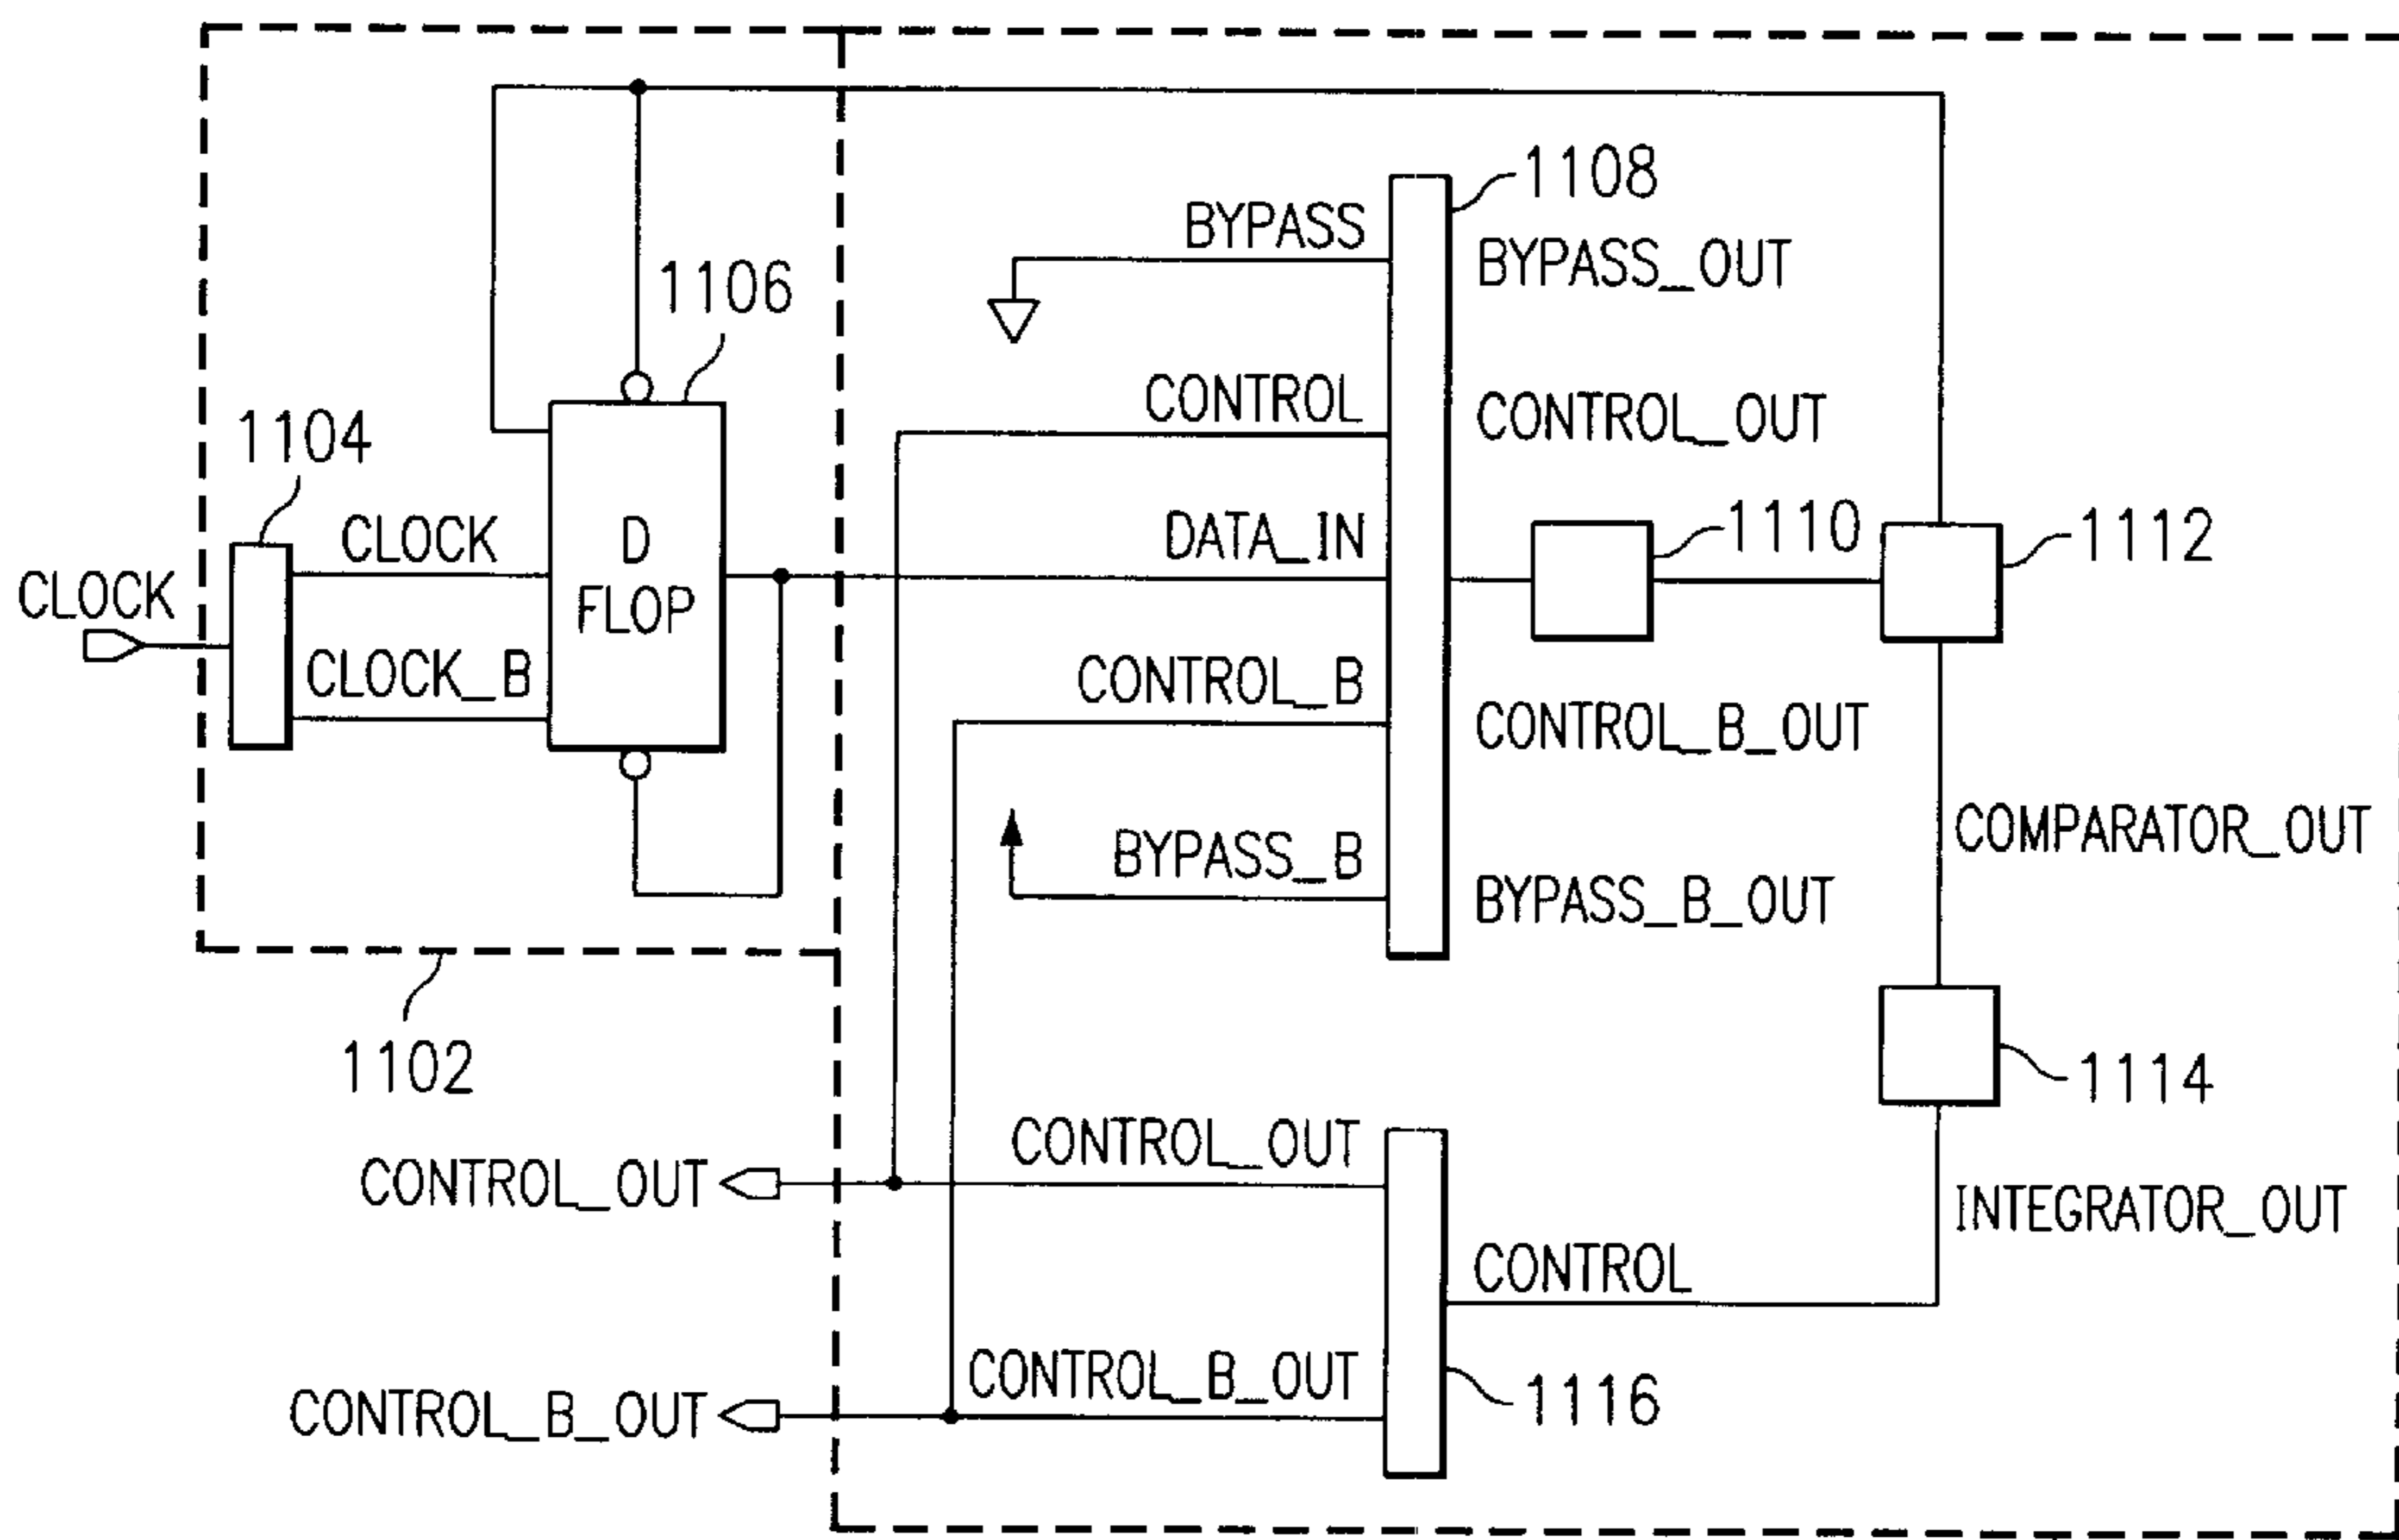 1108
BYPASS
BYPASS_OUT
1106
CONTROL
CONTROL_OUT
1104
CLOCK
D
FLOP
DATA_IN
1110
1112
CLOCK
CLOCK_B
CONTROL_B
CONTROL_B_OUT
COMPARATOR_OUT
BYPASS_B
BYPASS_B_OUT
1102
1114
CONTROL_OUT
CONTROL_OUT
INTEGRATOR_OUT
CONTROL
CONTROL_B_OUT
CONTROL_B_OUT
1116